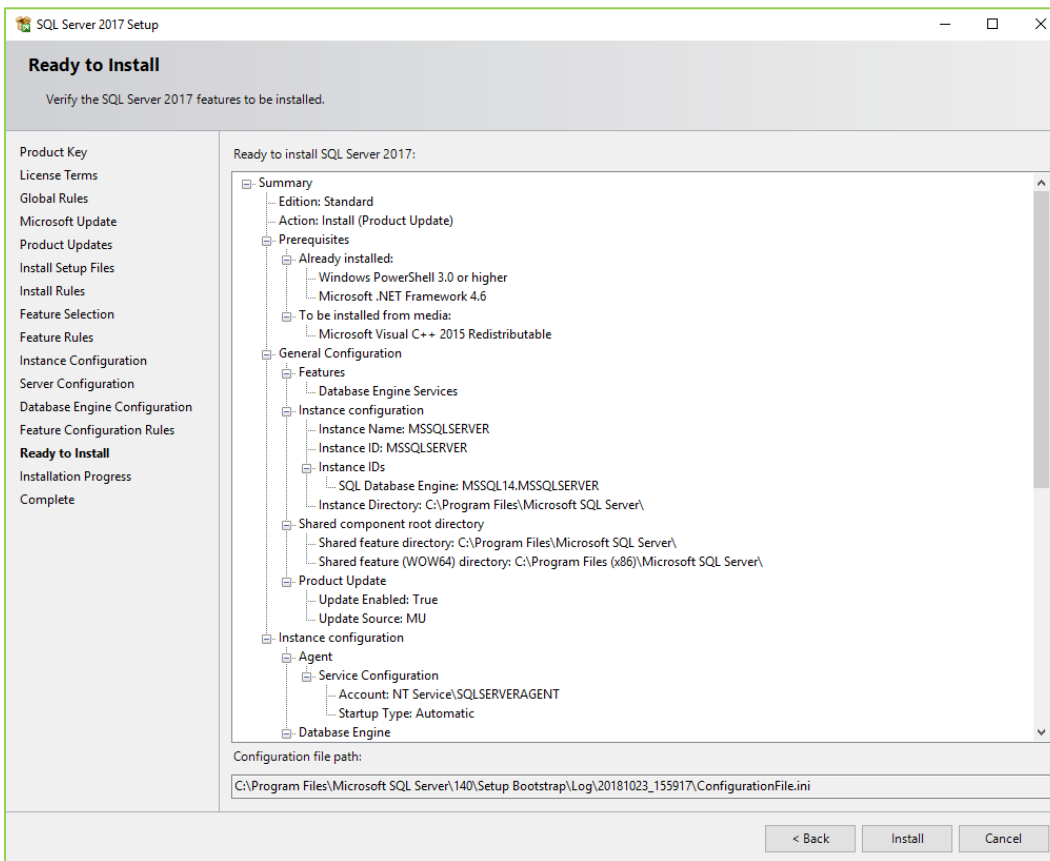 SQL Server 2017 Setup
Ready to Install
Verify the SQL Server 2017 features to be installed.
Product Key
License Terms
Global Rules
Microsoft Update
Product Updates
Install Setup Files
Install Rules
Feature Selection
Feature Rules
Instance Configuration
Server Configuration
Database Engine Configuration
Feature Configuration Rules
Ready to Install
Installation Progress
Complete
Ready to install SQL Server 2017:
Summary
Edition: Standard
Action: Install (Product Update)
Prerequisites
Already installed:
Windows PowerShell 3.0 or higher
Microsoft .NET Framework 4.6
To be installed from media:
Microsoft Visual C++ 2015 Redistributable
General Configuration
Features
Database Engine Services
Instance configuration
Instance Name: MSSQLSERVER
Instance ID: MSSQLSERVER
Instance IDs
SQL Database Engine: MSSQL14.MSSQLSERVER
Instance Directory: C:\Program Files\Microsoft SQL Server\
Shared component root directory
Shared feature directory: C:\Program Files\Microsoft SQL Server\
Shared feature (WOW64) directory: C:\Program Files (x86)\Microsoft SQL Server\
Product Update
Update Enabled: True
Update Source: MU
Instance configuration
Agent
Service Configuration
Account: NT Service\SQLSERVERAGENT
Startup Type: Automatic
Database Engine
Configuration file path:
C:\Program Files\Microsoft SQL Server\140\Setup Bootstrap\Log\20181023_155917\ConfigurationFile.ini
< Back
Install
Cancel